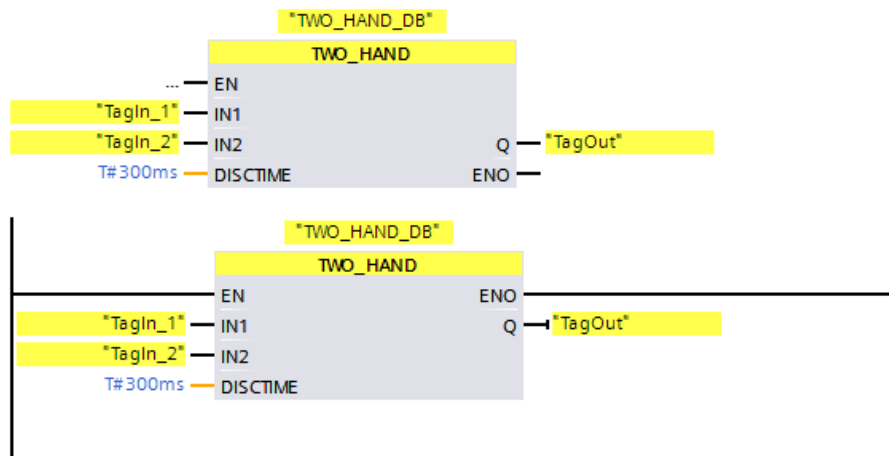 "TWO_HAND_DB"
TWO_HAND
... EN
"TagIn_1" IN1
"TagIn_2" IN2 Q "TagOut"
T#300ms DISCTIME ENO
"TWO_HAND_DB"
TWO_HAND
EN ENO
"TagIn_1" IN1 Q "TagOut"
"TagIn_2" IN2
T#300ms DISCTIME